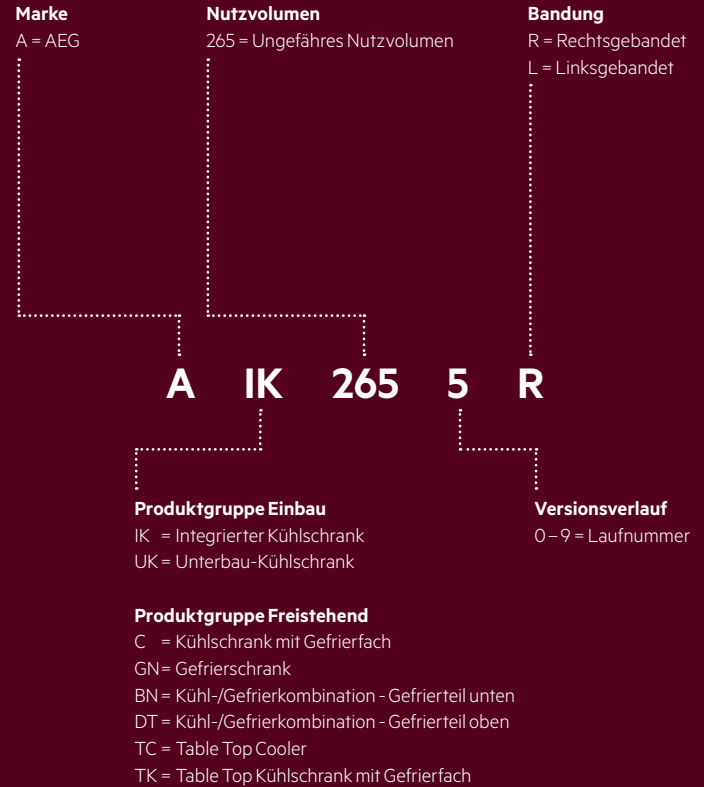 Marke
A = AEG
Nutzvolumen
265 = Ungefähres Nutzvolumen
Bandung
R = Rechtsgebandet
L = Linksgebandet
A IK 265 5 R
Produktgruppe Einbau
IK = Integrierter Kühlschrank
UK = Unterbau-Kühlschrank
Versionsverlauf
0–9 = Laufnummer
Produktgruppe Freistehend
C = Kühlschrank mit Gefrierfach
GN = Gefrierschrank
BN = Kühl-/Gefrierkombination - Gefrierteil unten
DT = Kühl-/Gefrierkombination - Gefrierteil oben
TC = Table Top Cooler
TK = Table Top Kühlschrank mit Gefrierfach